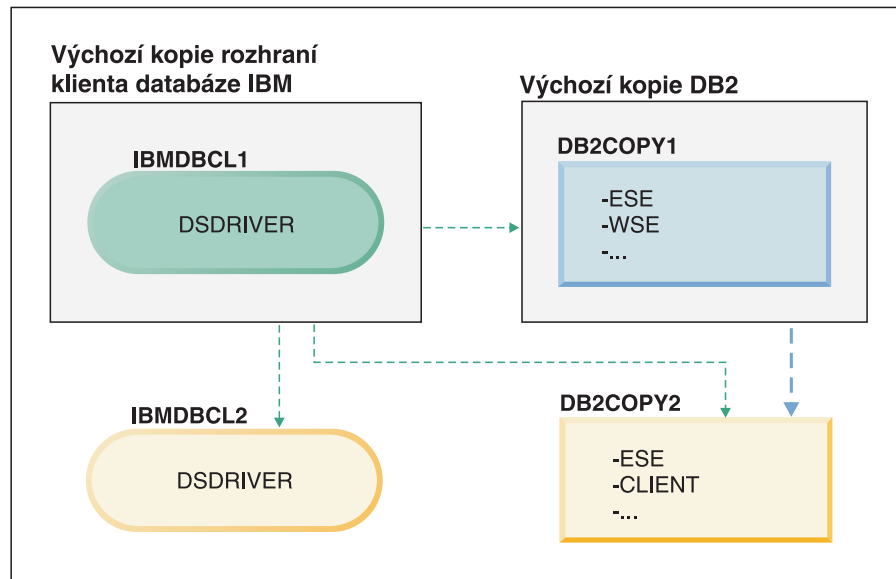 Výchozí kopie rozhraní
klienta databáze IBM
IBMDBCL1
DSDRIVER
Výchozí kopie DB2
DB2COPY1
-ESE
-WSE
-...
IBMDBCL2
DSDRIVER
DB2COPY2
-ESE
-CLIENT
-...